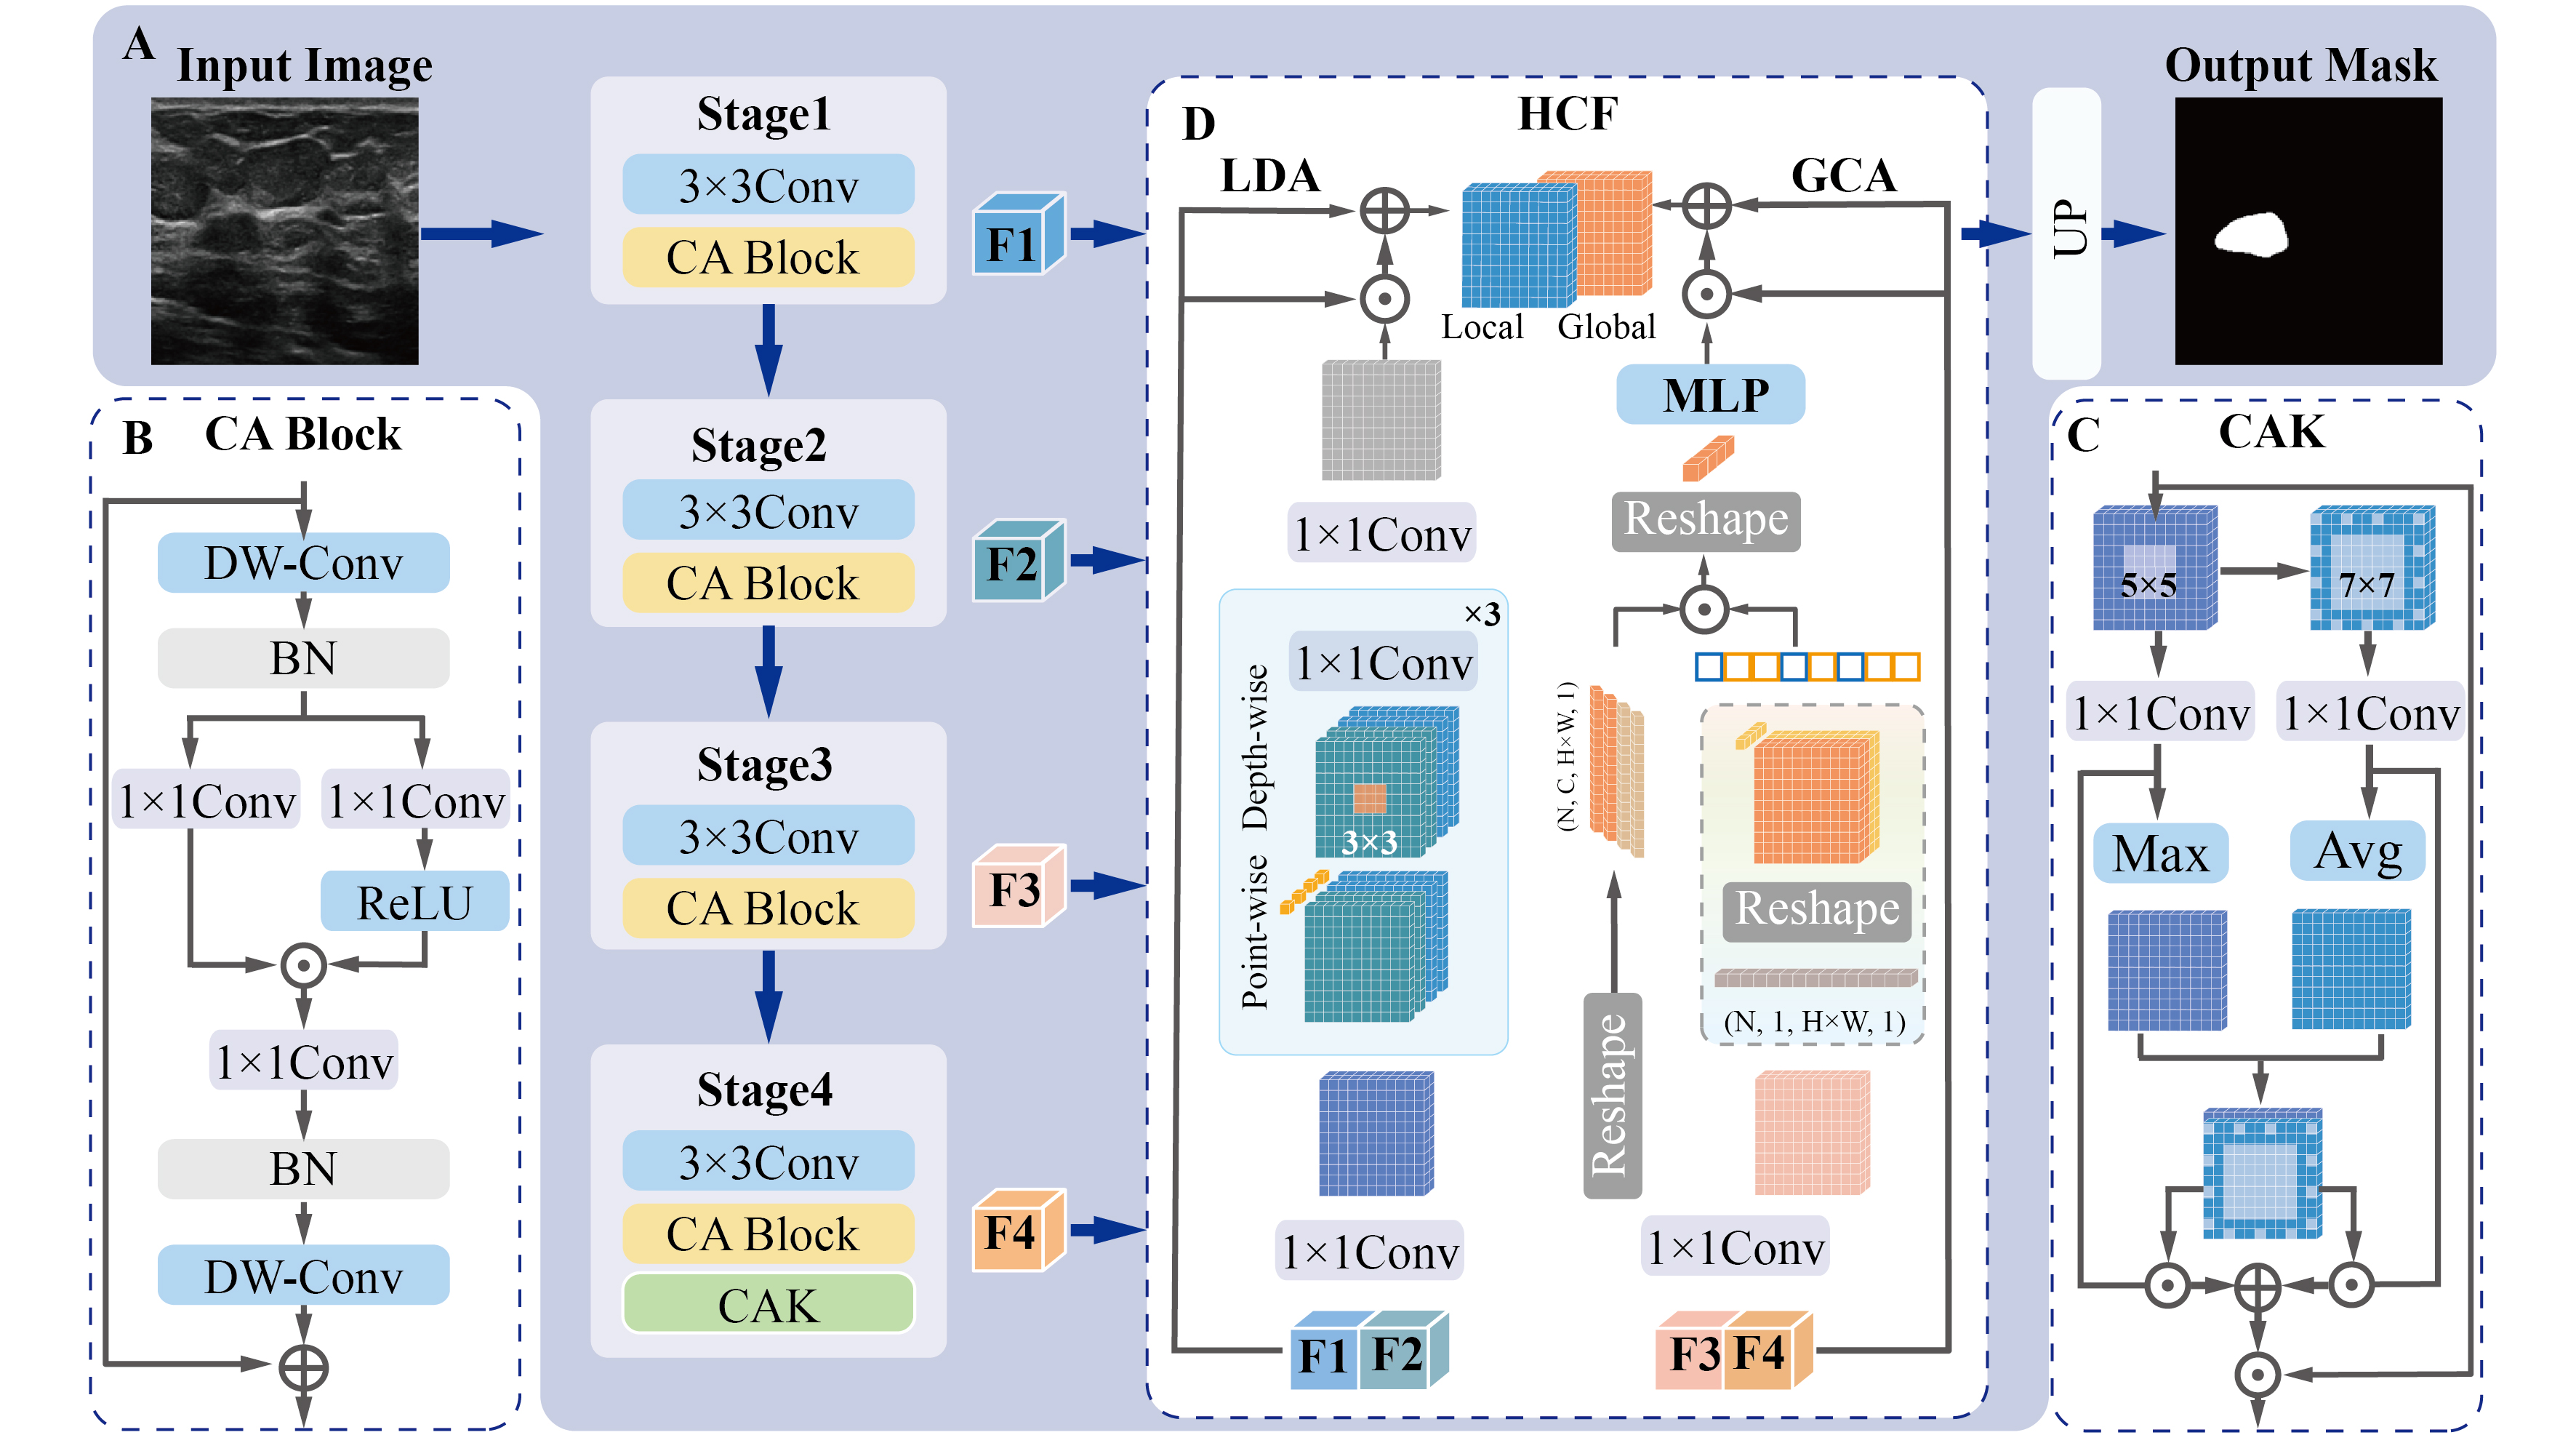 A
Input Image
Stage1
3×3Conv
CA Block
F1
Stage2
3×3Conv
CA Block
F2
Stage3
3×3Conv
CA Block
F3
Stage4
3×3Conv
CA Block
CAK
F4
UP
Output Mask
B
CA Block
DW-Conv
BN
1×1Conv
1×1Conv
ReLU
1×1Conv
BN
DW-Conv
D
HCF
LDA
GCA
Local
Global
MLP
Reshape
1×1Conv
×3
1×1Conv
Depth-wise
3×3
Point-wise
(N, C, H×W, 1)
Reshape
(N, 1, H×W, 1)
Reshape
1×1Conv
1×1Conv
F1
F2
F3
F4
C
CAK
5×5
7×7
1×1Conv
1×1Conv
Max
Avg